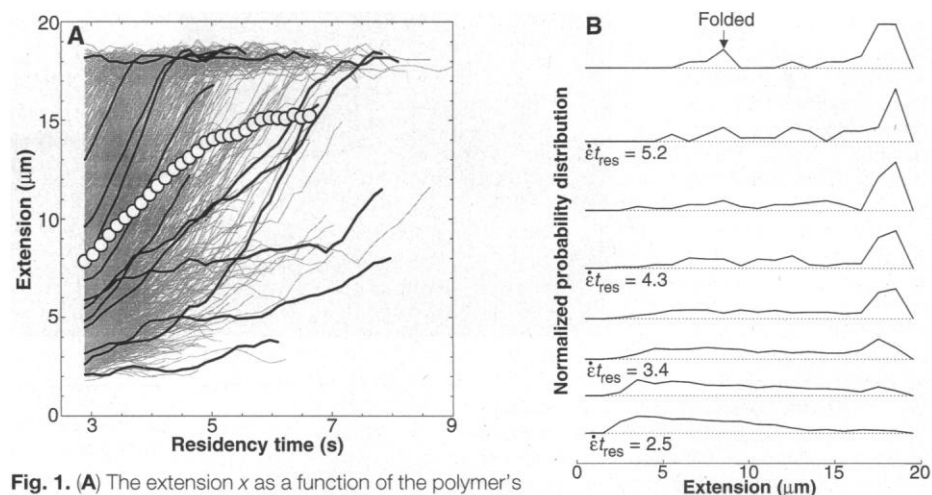 A
20
15
10
5
0
Extension (μm)
3
5
7
9
Residency time (s)
Fig. 1. (A) The extension x as a function of the polymer's
B
Folded
Normalized probability distribution
ε̇t_res = 5.2
ε̇t_res = 4.3
ε̇t_res = 3.4
ε̇t_res = 2.5
0
5
10
15
20
Extension (μm)